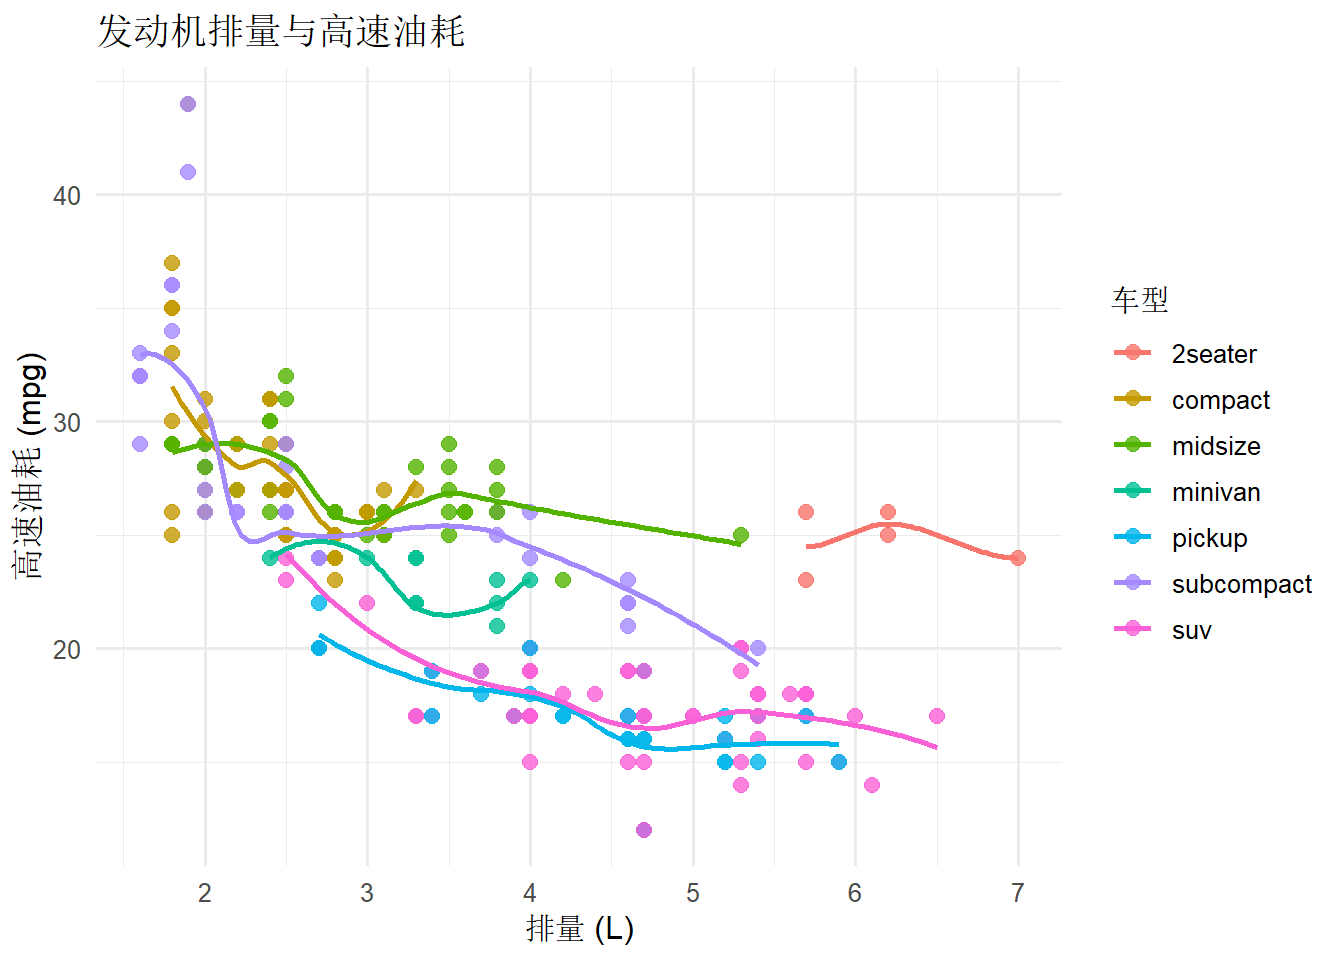 发动机排量与高速油耗
高速油耗 (mpg)
40
30
20
2 3 4 5 6 7
排量 (L)
车型
2seater
compact
midsize
minivan
pickup
subcompact
suv